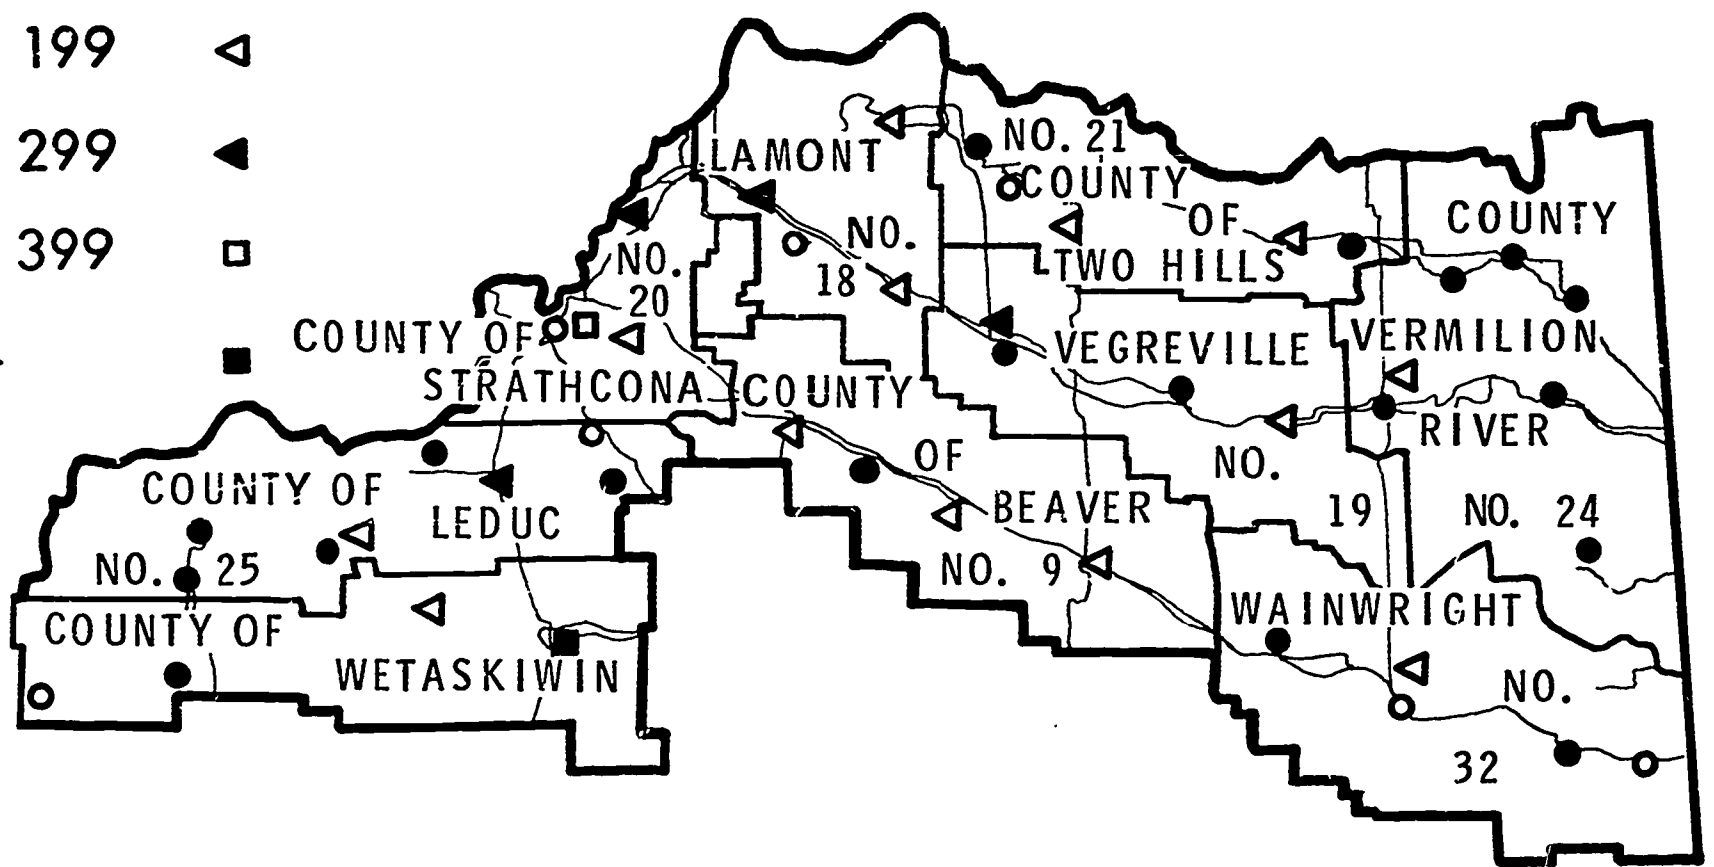 199
299
399
LAMONT
NO. 18
NO. 21
COUNTY
OF
TWO HILLS
COUNTY
VERMILION
RIVER
NO. 24
NO.
20
COUNTY OF
STRATHCONA
COUNTY
OF
BEAVER
NO. 9
VEGREVILLE
NO.
19
COUNTY OF
LEDUC
NO. 25
COUNTY OF
WETASKIWIN
WAINWRIGHT
NO.
32